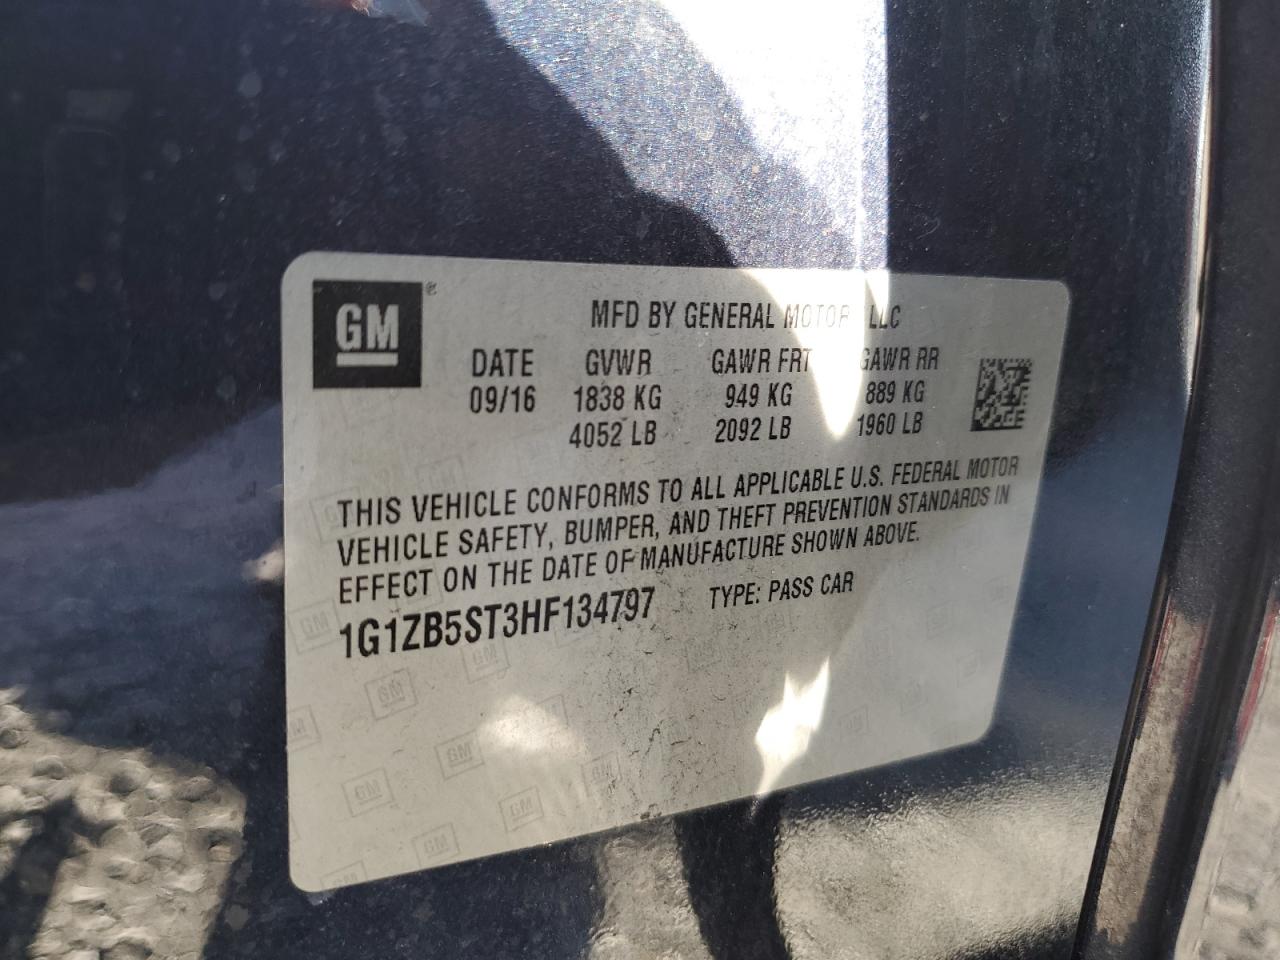 GM®
MFD BY GENERAL MOTORS LLC
DATE GVWR GAWR FRT GAWR RR
09/16 1838 KG 949 KG 889 KG
4052 LB 2092 LB 1960 LB
THIS VEHICLE CONFORMS TO ALL APPLICABLE U.S. FEDERAL MOTOR
VEHICLE SAFETY, BUMPER, AND THEFT PREVENTION STANDARDS IN
EFFECT ON THE DATE OF MANUFACTURE SHOWN ABOVE.
1G1ZB5ST3HF134797 TYPE: PASS CAR